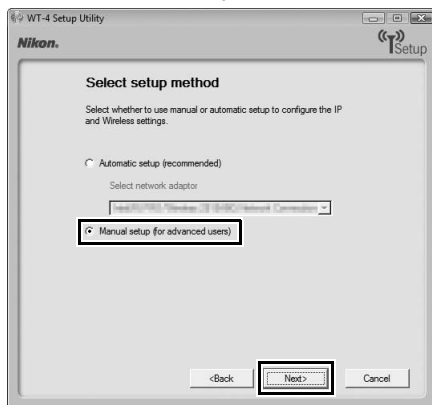 WT-4 Setup Utility
Nikon.
Setup
Select setup method
Select whether to use manual or automatic setup to configure the IP
and Wireless settings.
Automatic setup (recommended)
Select network adaptor
Manual setup (for advanced users)
<Back
Next>
Cancel